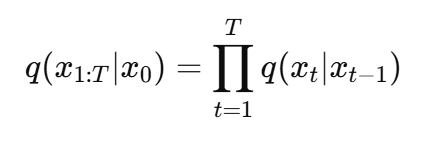 q(x_{1:T}|x_0) = \prod_{t=1}^{T} q(x_t|x_{t-1})